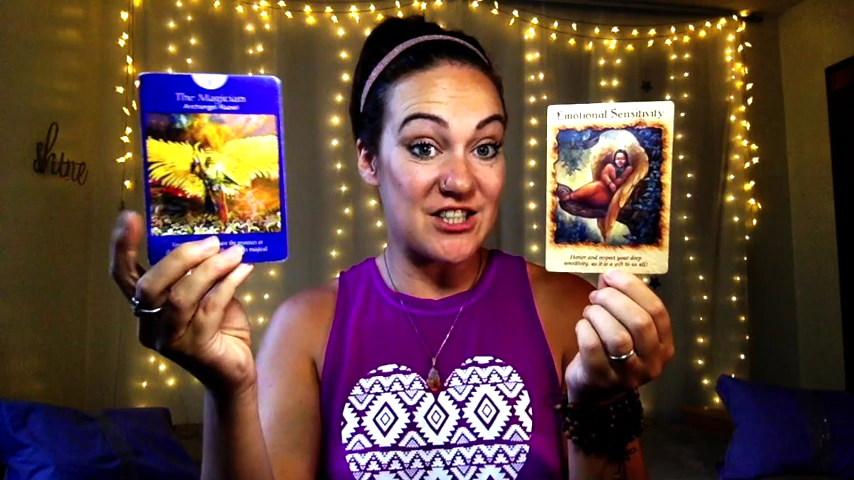 shine
The Magician
Archangel Raziel
magical
Emotional Sensitivity
Honor and respect your deep
sensitivity, as it is a gift to us all!